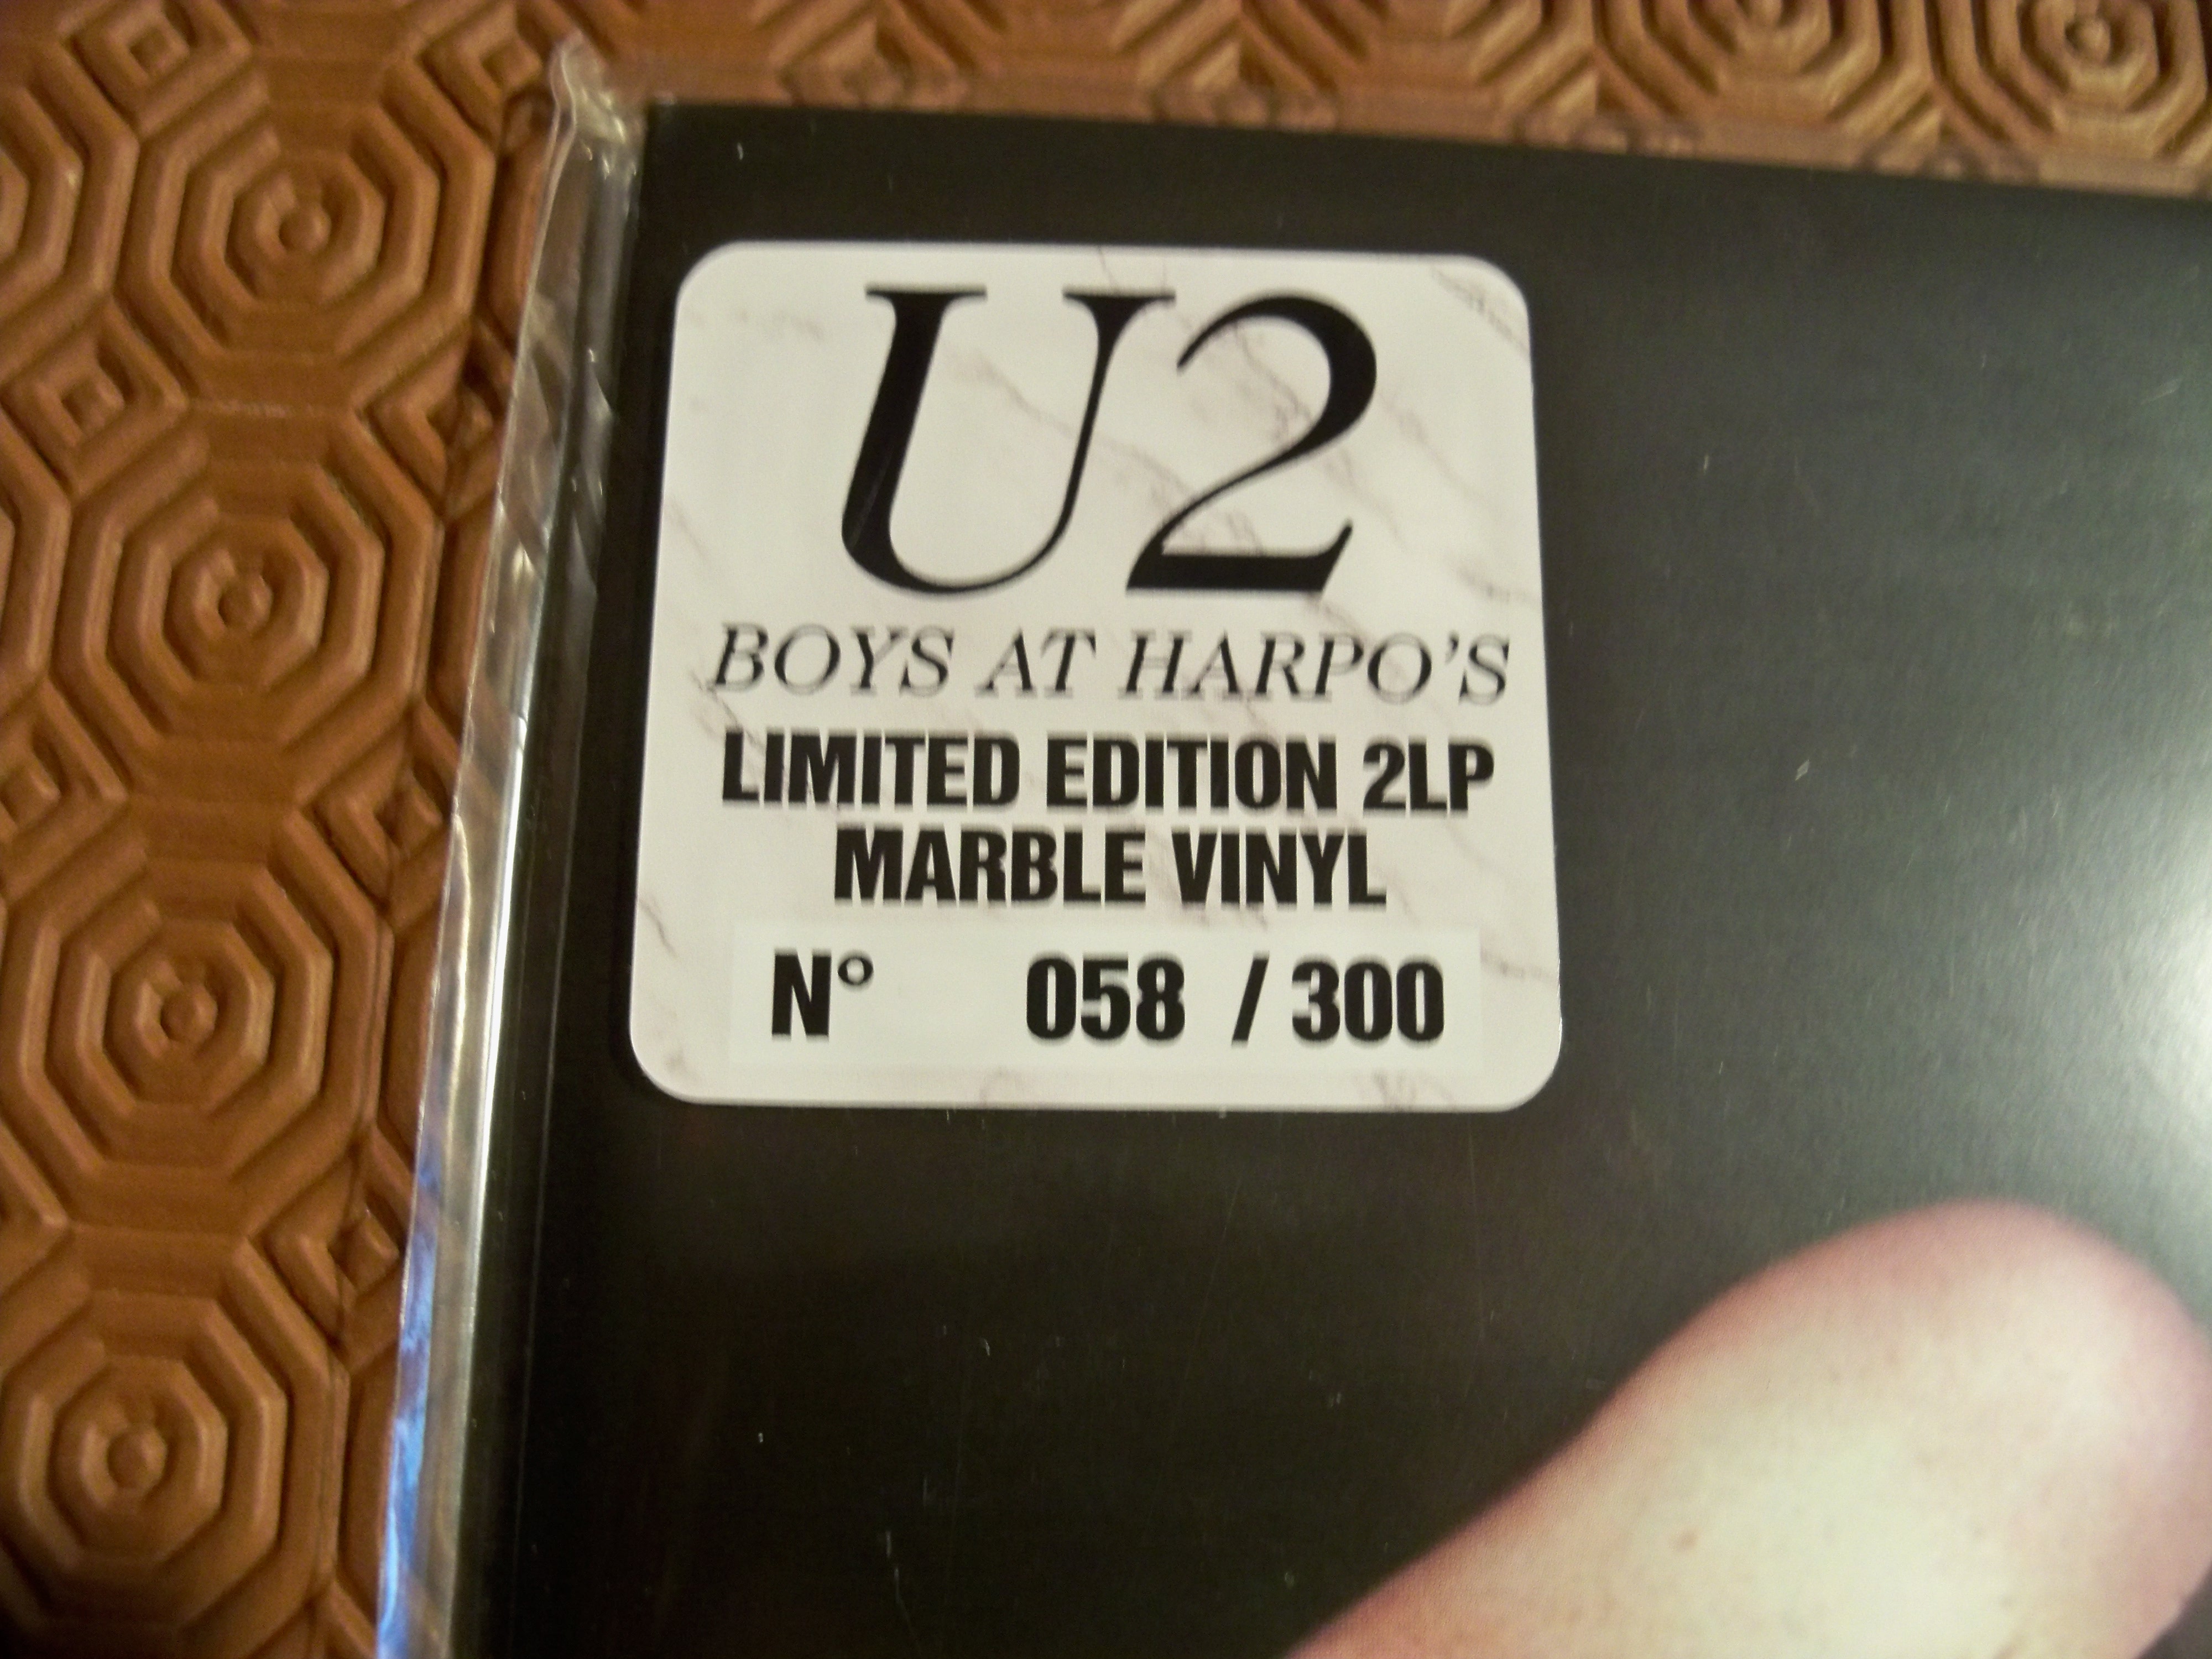 U2
BOYS AT HARPO'S
LIMITED EDITION 2LP
MARBLE VINYL
N° 058 / 300